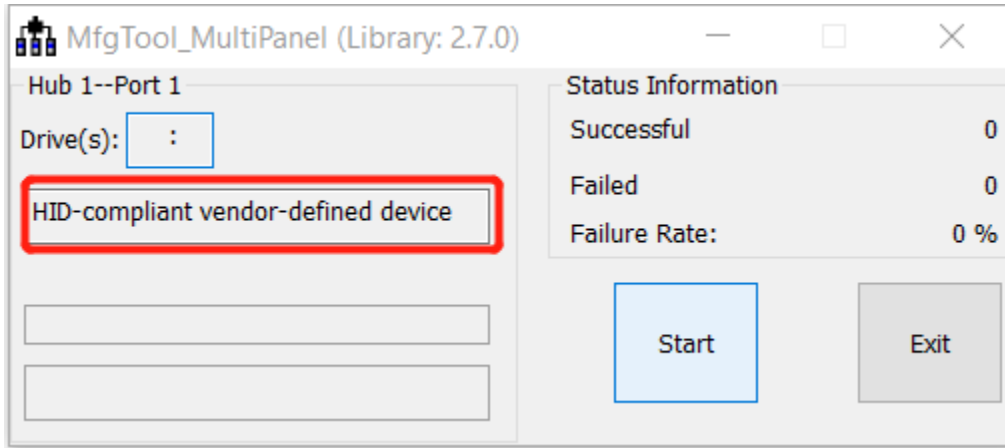 MfgTool_MultiPanel (Library: 2.7.0)
Hub 1--Port 1
Drive(s): :
HID-compliant vendor-defined device
Status Information
Successful 0
Failed 0
Failure Rate: 0 %
Start
Exit